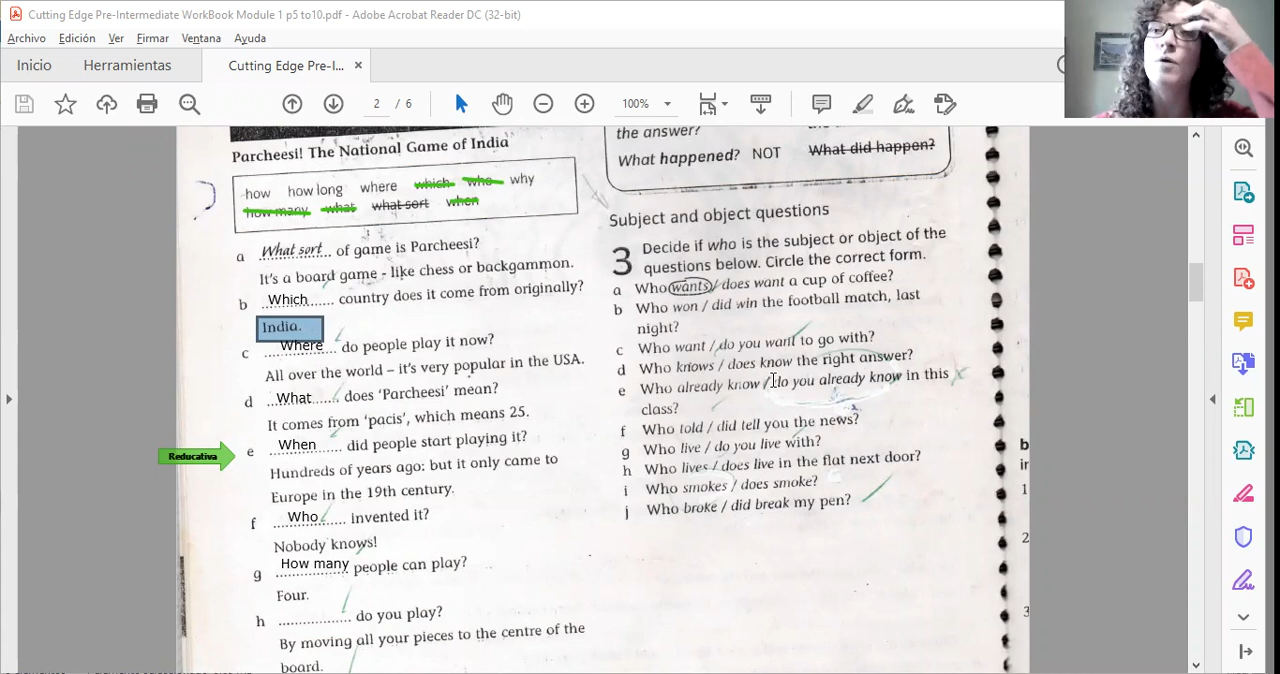 Cutting Edge Pre-Intermediate WorkBook Module 1 p5 to10.pdf - Adobe Acrobat Reader DC (32-bit)
Archivo Edición Ver Firmar Ventana Ayuda
Inicio Herramientas Cutting Edge Pre-I... ×
2 / 6 100%
Parcheesi! The National Game of India
how how long where which who why
how many what what sort when
a What sort of game is Parcheesi?
It's a board game - like chess or backgammon.
b Which country does it come from originally?
India.
c Where do people play it now?
All over the world – it's very popular in the USA.
d What does 'Parcheesi' mean?
It comes from 'pacis', which means 25.
Reducativa
e When did people start playing it?
Hundreds of years ago: but it only came to
Europe in the 19th century.
f Who invented it?
Nobody knows!
g How many people can play?
Four.
h ................ do you play?
By moving all your pieces to the centre of the
board.
the answer?
What happened? NOT What did happen?
Subject and object questions
3 Decide if who is the subject or object of the
questions below. Circle the correct form.
a Who wants / does want a cup of coffee?
b Who won / did win the football match, last
night?
c Who want / do you want to go with?
d Who knows / does know the right answer?
e Who already know / do you already know in this
class?
f Who told / did tell you the news?
g Who live / do you live with?
h Who lives / does live in the flat next door?
i Who smokes / does smoke?
j Who broke / did break my pen?
b
1
2
3